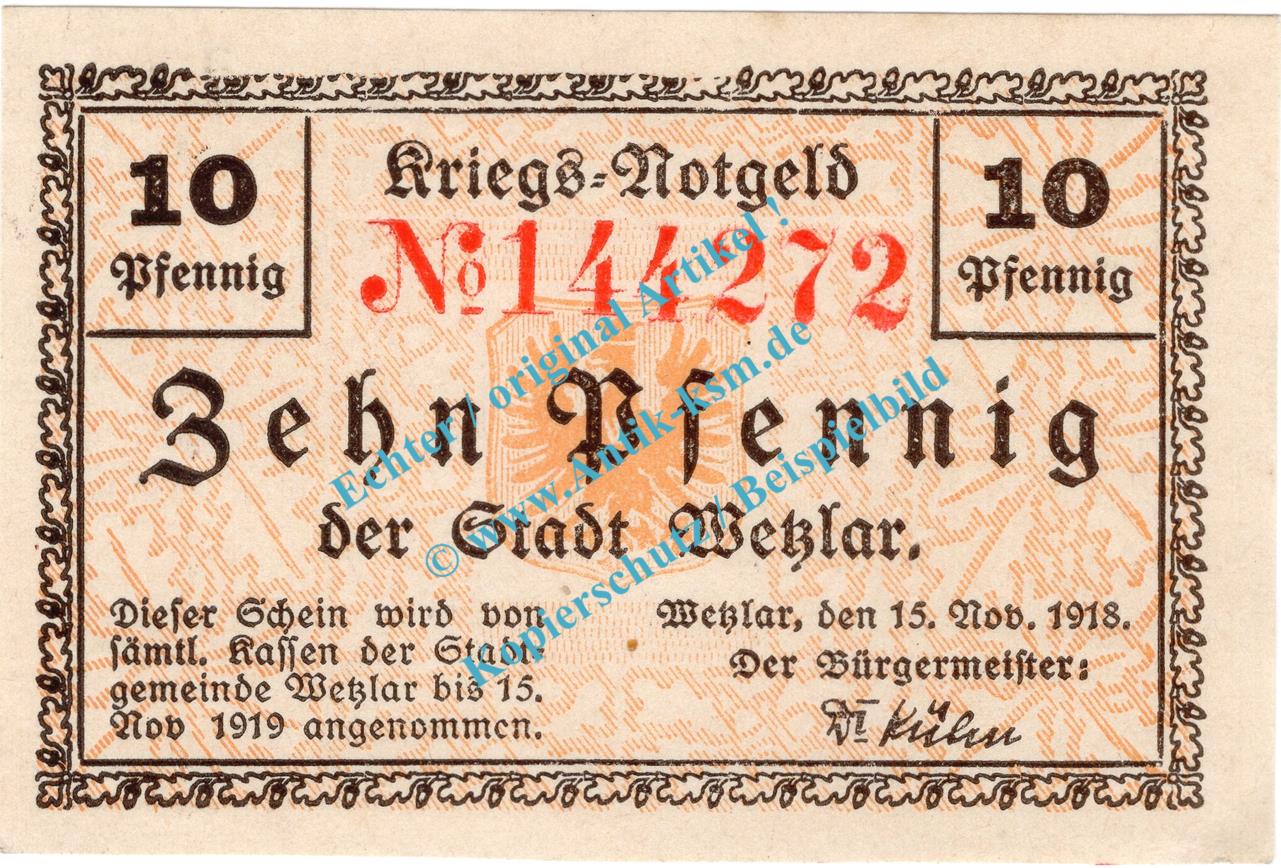 10
Pfennig
Kriegs=Notgeld
10
Pfennig
No 144272
Zehn Pfennig
der Stadt Wetzlar.
Dieser Schein wird von
sämtl. Kassen der Stadt-
gemeinde Wetzlar bis 15.
Nov 1919 angenommen.
Wetzlar, den 15. Nov. 1918.
Der Bürgermeister:
Kühn
Echter / original Artikel !
© www.Antik-ksm.de
Kopierschutz / Beispielbild